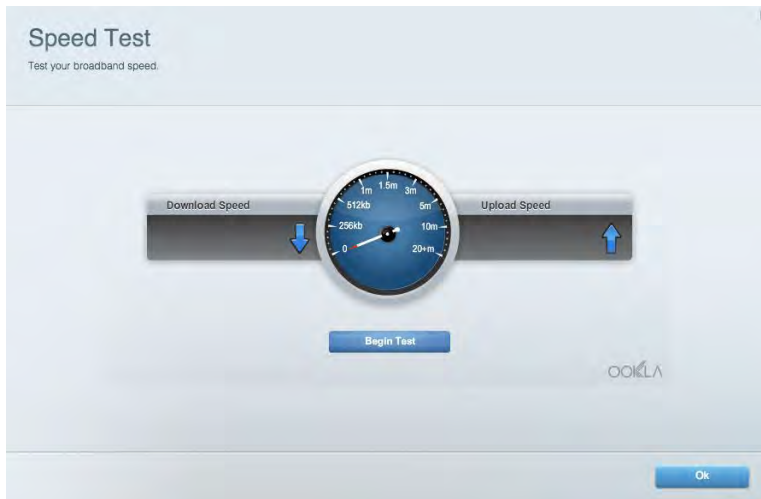 Speed Test
Test your broadband speed.
Download Speed
Upload Speed
1m 1.5m 3m
512kb 5m
256kb 10m
0 20+m
Begin Test
OOKLA
Ok